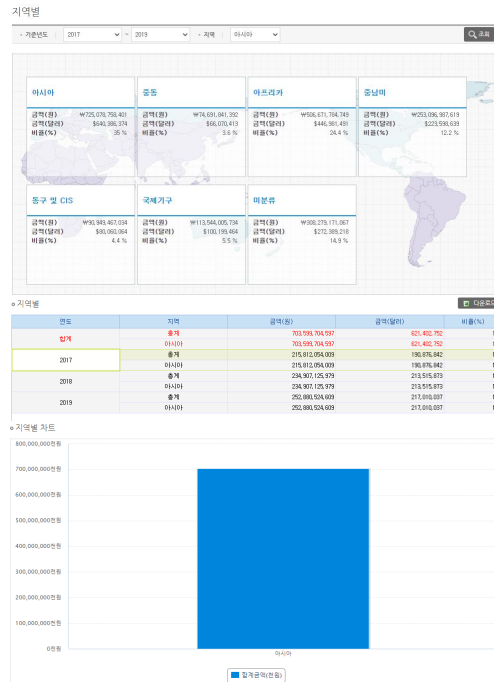 지역별
기준년도 2017 ~ 2019 지역 아시아 조회
아시아 중동 아프리카 중남미
금액(원) ₩725,078,758,401 금액(원) ₩74,691,841,392 금액(원) ₩506,671,784,749 금액(원) ₩253,096,987,619
금액(달러) $640,386,374 금액(달러) $66,070,413 금액(달러) $446,981,491 금액(달러) $223,598,639
비율(%) 35 % 비율(%) 3.6 % 비율(%) 24.4 % 비율(%) 12.2 %
동구 및 CIS 국제기구 미분류
금액(원) ₩90,949,467,034 금액(원) ₩113,544,005,734 금액(원) ₩308,279,171,067
금액(달러) $80,060,064 금액(달러) $100,199,464 금액(달러) $272,389,218
비율(%) 4.4 % 비율(%) 5.5 % 비율(%) 14.9 %
지역별 다운로드
연도 지역 금액(원) 금액(달러) 비율(%)
합계 총계 703,599,704,597 621,402,752
아시아 703,599,704,597 621,402,752
2017 총계 215,812,054,009 190,876,842
아시아 215,812,054,009 190,876,842
2018 총계 234,907,125,979 213,515,873
아시아 234,907,125,979 213,515,873
2019 총계 252,880,524,609 217,010,037
아시아 252,880,524,609 217,010,037
지역별 차트
800,000,000천원
700,000,000천원
600,000,000천원
500,000,000천원
400,000,000천원
300,000,000천원
200,000,000천원
100,000,000천원
0천원
아시아
합계금액(천원)